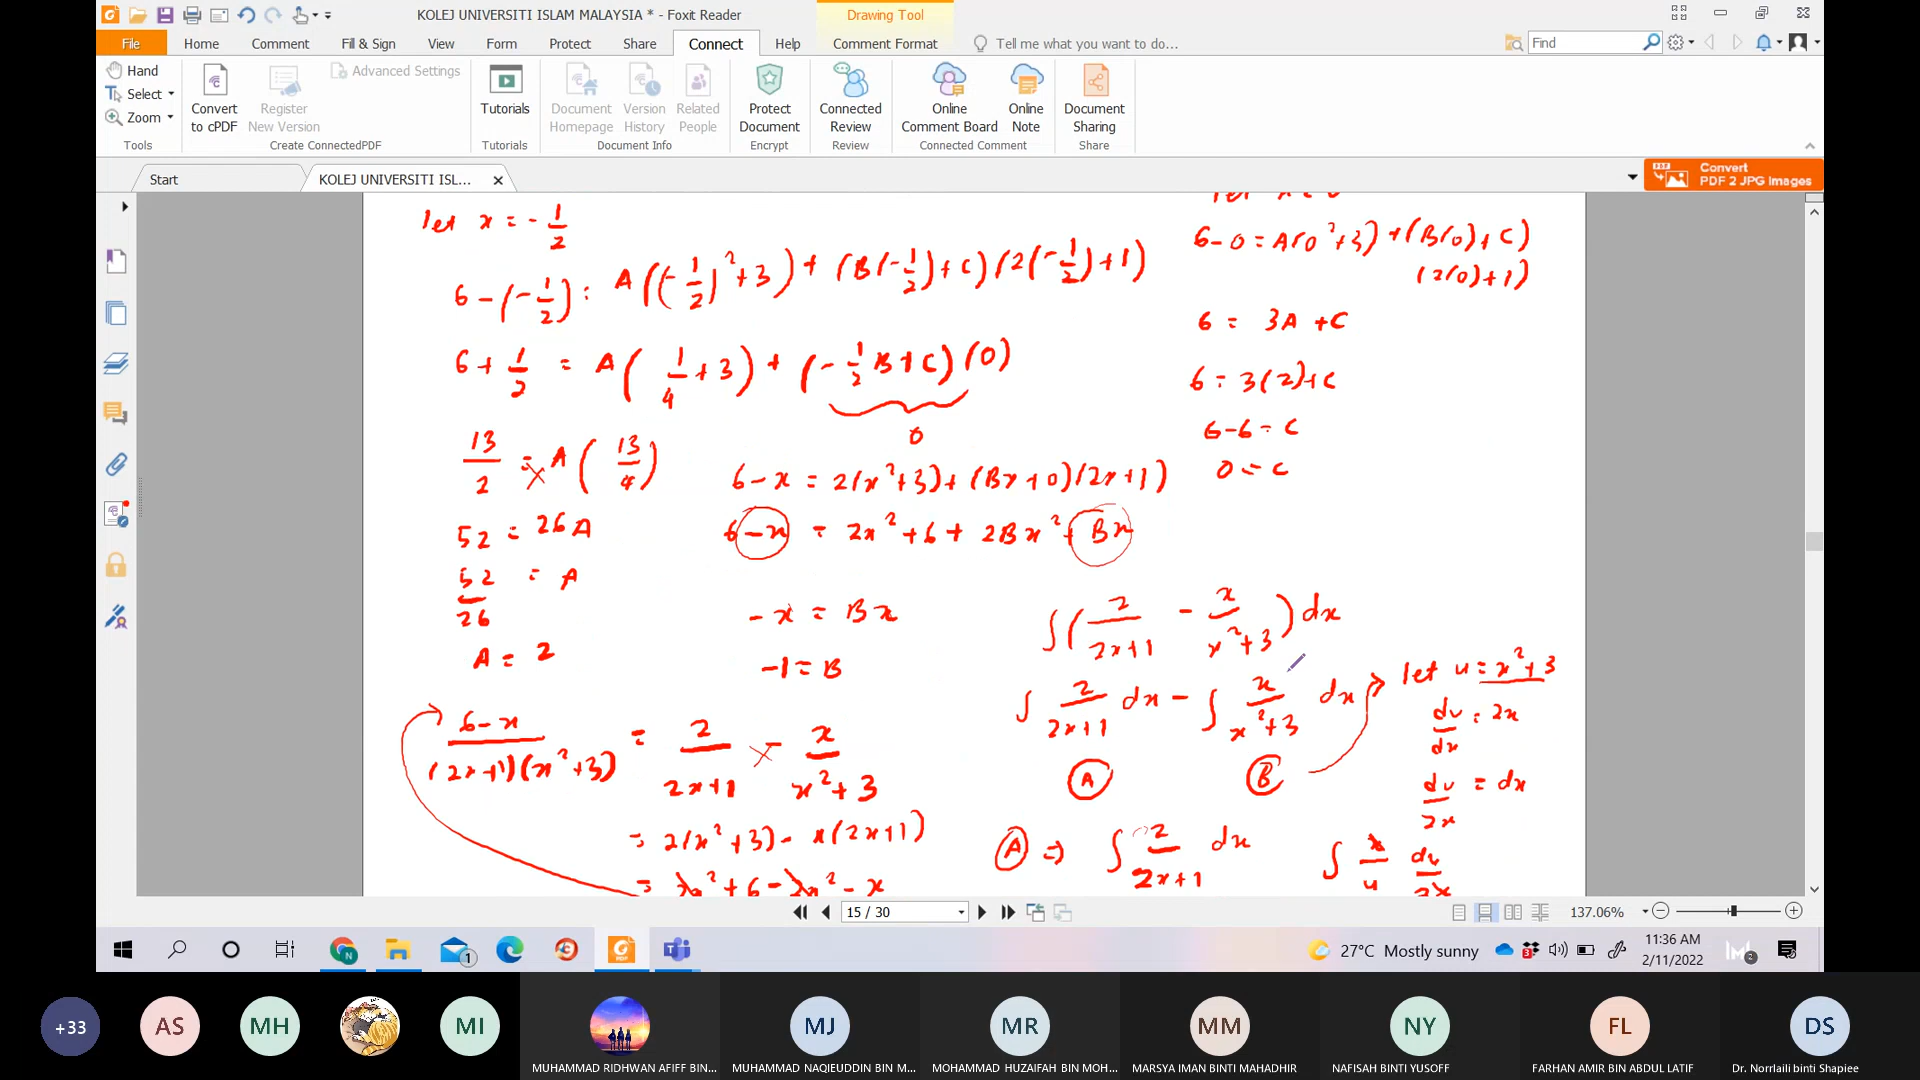 KOLEJ UNIVERSITI ISLAM MALAYSIA * - Foxit Reader
Drawing Tool
File Home Comment Fill & Sign View Form Protect Share Connect Help Comment Format Tell me what you want to do... Find
Hand
Select
Zoom
Tools
Convert to cPDF
Register New Version
Advanced Settings
Create ConnectedPDF
Tutorials
Tutorials
Document Homepage
Version History
Related People
Document Info
Protect Document
Encrypt
Connected Review
Review
Online Comment Board
Online Note
Connected Comment
Document Sharing
Share
Start
KOLEJ UNIVERSITI ISL...
Convert
PDF 2 JPG Images
let x = -1/2
6 - (-1/2) = A((-1/2)²+3) + (B(-1/2)+C)(2(-1/2)+1)
6 + 1/2 = A(1/4 + 3) + (-1/2 B + C)(0)
0
13/2 = A(13/4)
52 = 26A
52/26 = A
A = 2
6-0 = A(0²+3) + (B(0)+C)
(2(0)+1)
6 = 3A + C
6 = 3(2)+C
6-6 = C
0 = C
6-x = 2(x²+3)+(Bx+0)(2x+1)
6-x = 2x²+6+2Bx²+Bx
-x = Bx
-1 = B
6-x/(2x+1)(x²+3) = 2/2x+1 - x/x²+3
= 2(x²+3) - x(2x+1)
= 2x²+6-2x²-x
∫(2/2x+1 - x/x²+3) dx
∫ 2/2x+1 dx - ∫ x/x²+3 dx
A B
let u = x²+3
du/dx = 2x
du/2x = dx
A ⇒ ∫ 2/2x+1 dx
∫ x/u du/2x
15 / 30
137.06%
1
27°C Mostly sunny
3
11:36 AM
2/11/2022
2
+33
AS
MH
MI
MUHAMMAD RIDHWAN AFIFF BIN...
MJ
MUHAMMAD NAQIEUDDIN BIN M...
MR
MOHAMMAD HUZAIFAH BIN MOH...
MM
MARSYA IMAN BINTI MAHADHIR
NY
NAFISAH BINTI YUSOFF
FL
FARHAN AMIR BIN ABDUL LATIF
DS
Dr. Norrlaili binti Shapiee